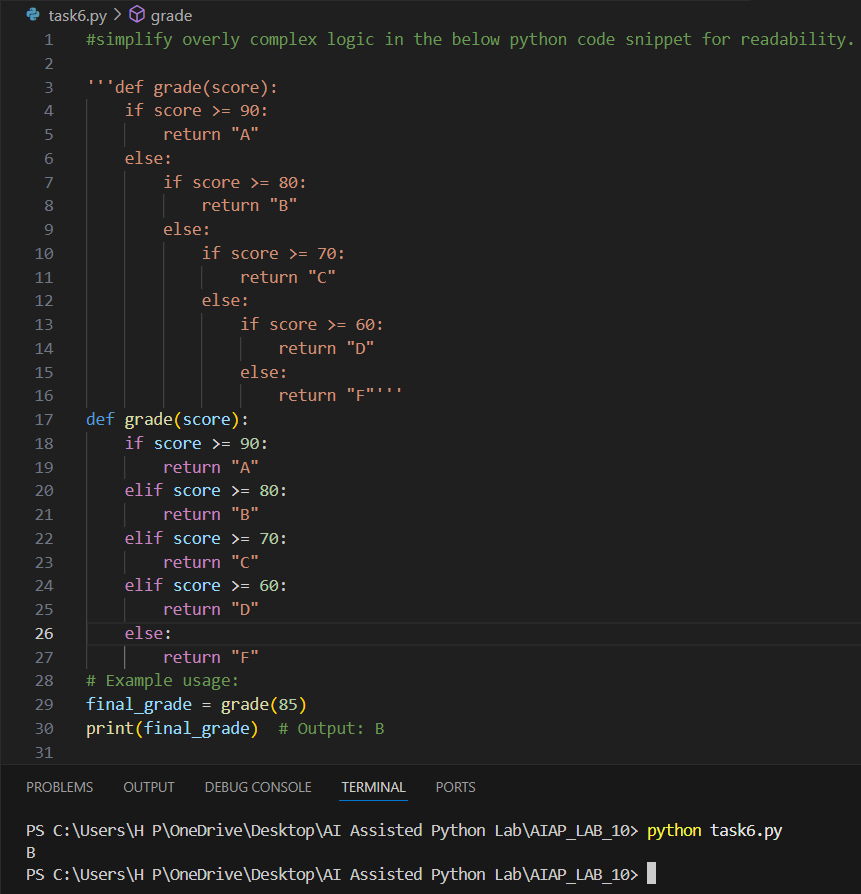 task6.py > grade
1 #simplify overly complex logic in the below python code snippet for readability.
2
3 '''def grade(score):
4     if score >= 90:
5         return "A"
6     else:
7         if score >= 80:
8             return "B"
9         else:
10             if score >= 70:
11                 return "C"
12             else:
13                 if score >= 60:
14                     return "D"
15                 else:
16                     return "F"'''
17 def grade(score):
18     if score >= 90:
19         return "A"
20     elif score >= 80:
21         return "B"
22     elif score >= 70:
23         return "C"
24     elif score >= 60:
25         return "D"
26     else:
27         return "F"
28 # Example usage:
29 final_grade = grade(85)
30 print(final_grade)  # Output: B
31
PROBLEMS OUTPUT DEBUG CONSOLE TERMINAL PORTS
PS C:\Users\H P\OneDrive\Desktop\AI Assisted Python Lab\AIAP_LAB_10> python task6.py
B
PS C:\Users\H P\OneDrive\Desktop\AI Assisted Python Lab\AIAP_LAB_10>